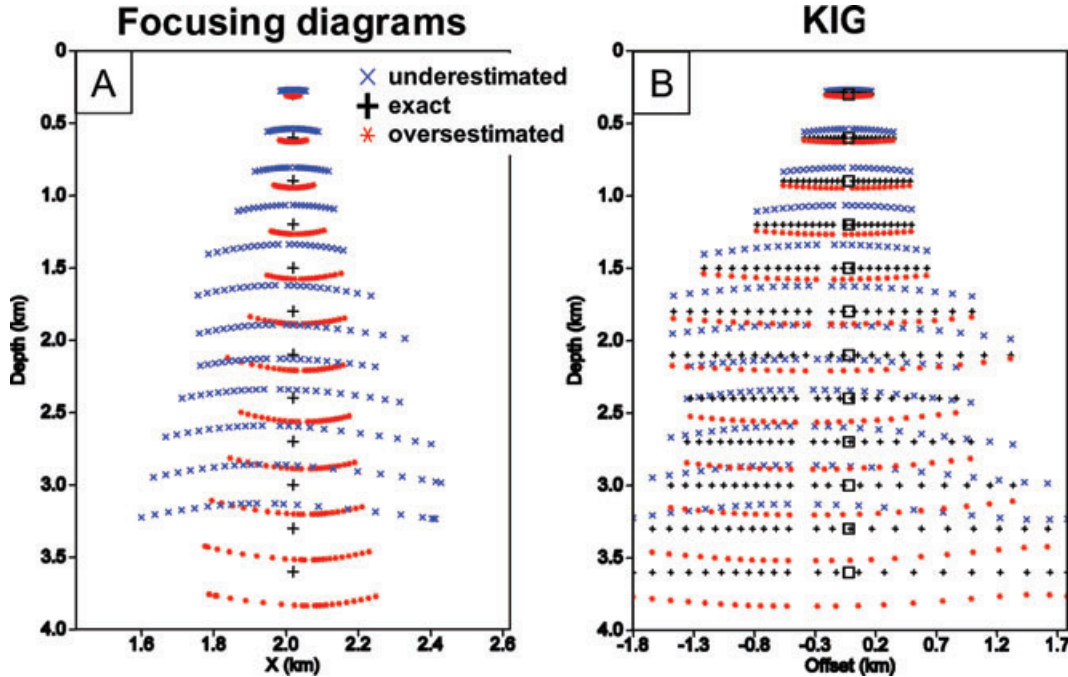 Focusing diagrams
KIG
A
B
underestimated
exact
oversestimated
0
0.5
1.0
1.5
2.0
2.5
3.0
3.5
4.0
Depth (km)
1.6
1.8
2.0
2.2
2.4
2.6
X (km)
0
0.5
1.0
1.5
2.0
2.5
3.0
3.5
4.0
Depth (km)
-1.8
-1.3
-0.8
-0.3
0.2
0.7
1.2
1.7
Offset (km)